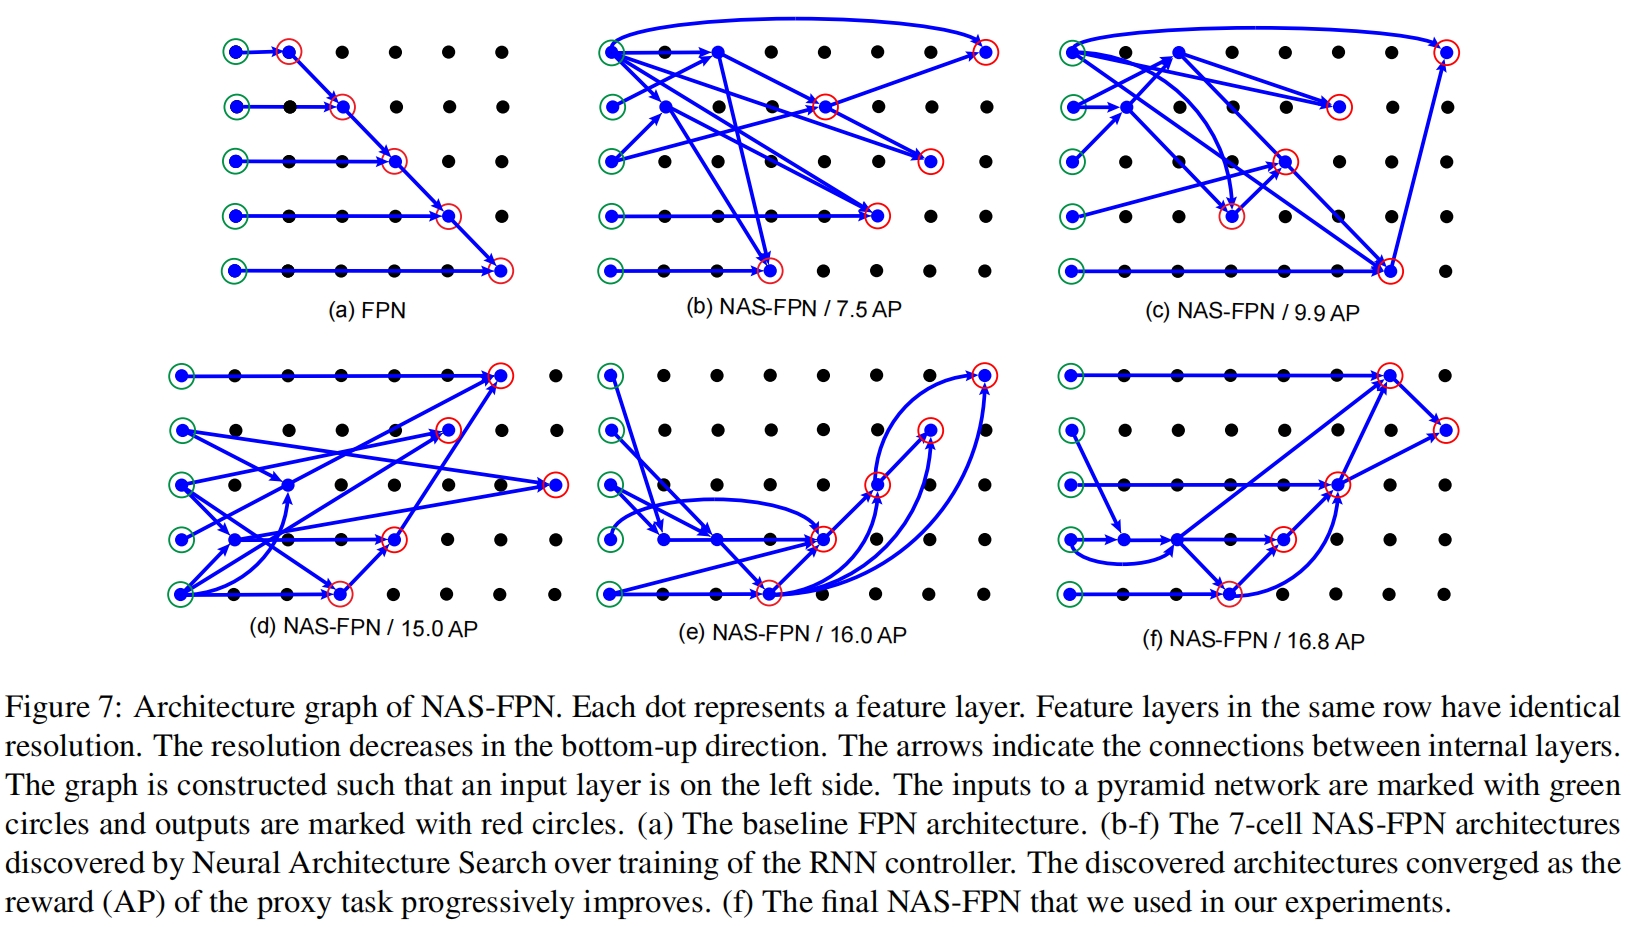 (a) FPN
(b) NAS-FPN / 7.5 AP
(c) NAS-FPN / 9.9 AP
(d) NAS-FPN / 15.0 AP
(e) NAS-FPN / 16.0 AP
(f) NAS-FPN / 16.8 AP
Figure 7: Architecture graph of NAS-FPN. Each dot represents a feature layer. Feature layers in the same row have identical
resolution. The resolution decreases in the bottom-up direction. The arrows indicate the connections between internal layers.
The graph is constructed such that an input layer is on the left side. The inputs to a pyramid network are marked with green
circles and outputs are marked with red circles. (a) The baseline FPN architecture. (b-f) The 7-cell NAS-FPN architectures
discovered by Neural Architecture Search over training of the RNN controller. The discovered architectures converged as the
reward (AP) of the proxy task progressively improves. (f) The final NAS-FPN that we used in our experiments.